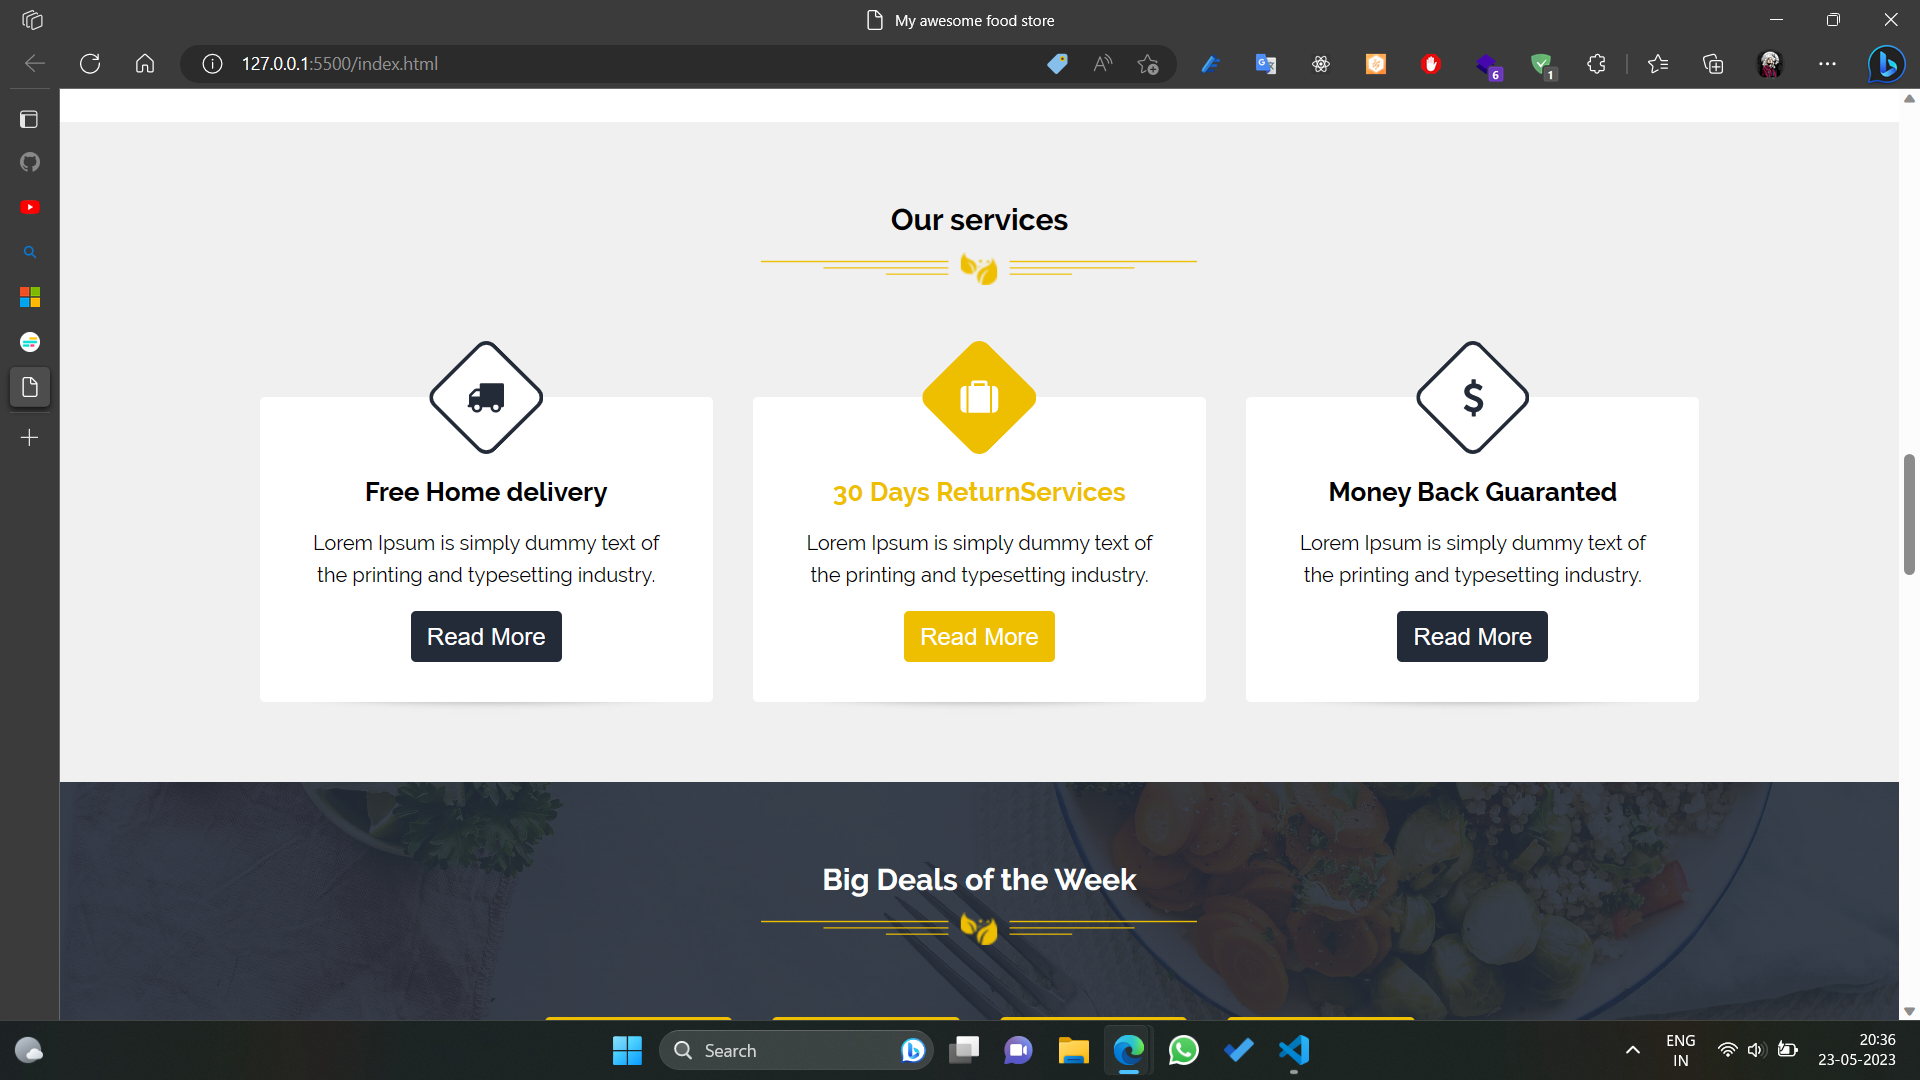 My awesome food store
127.0.0.1:5500/index.html
6
1
Our services
$
Free Home delivery
Lorem Ipsum is simply dummy text of
the printing and typesetting industry.
Read More
30 Days ReturnServices
Lorem Ipsum is simply dummy text of
the printing and typesetting industry.
Read More
Money Back Guaranted
Lorem Ipsum is simply dummy text of
the printing and typesetting industry.
Read More
Big Deals of the Week
Search
ENG
IN
20:36
23-05-2023